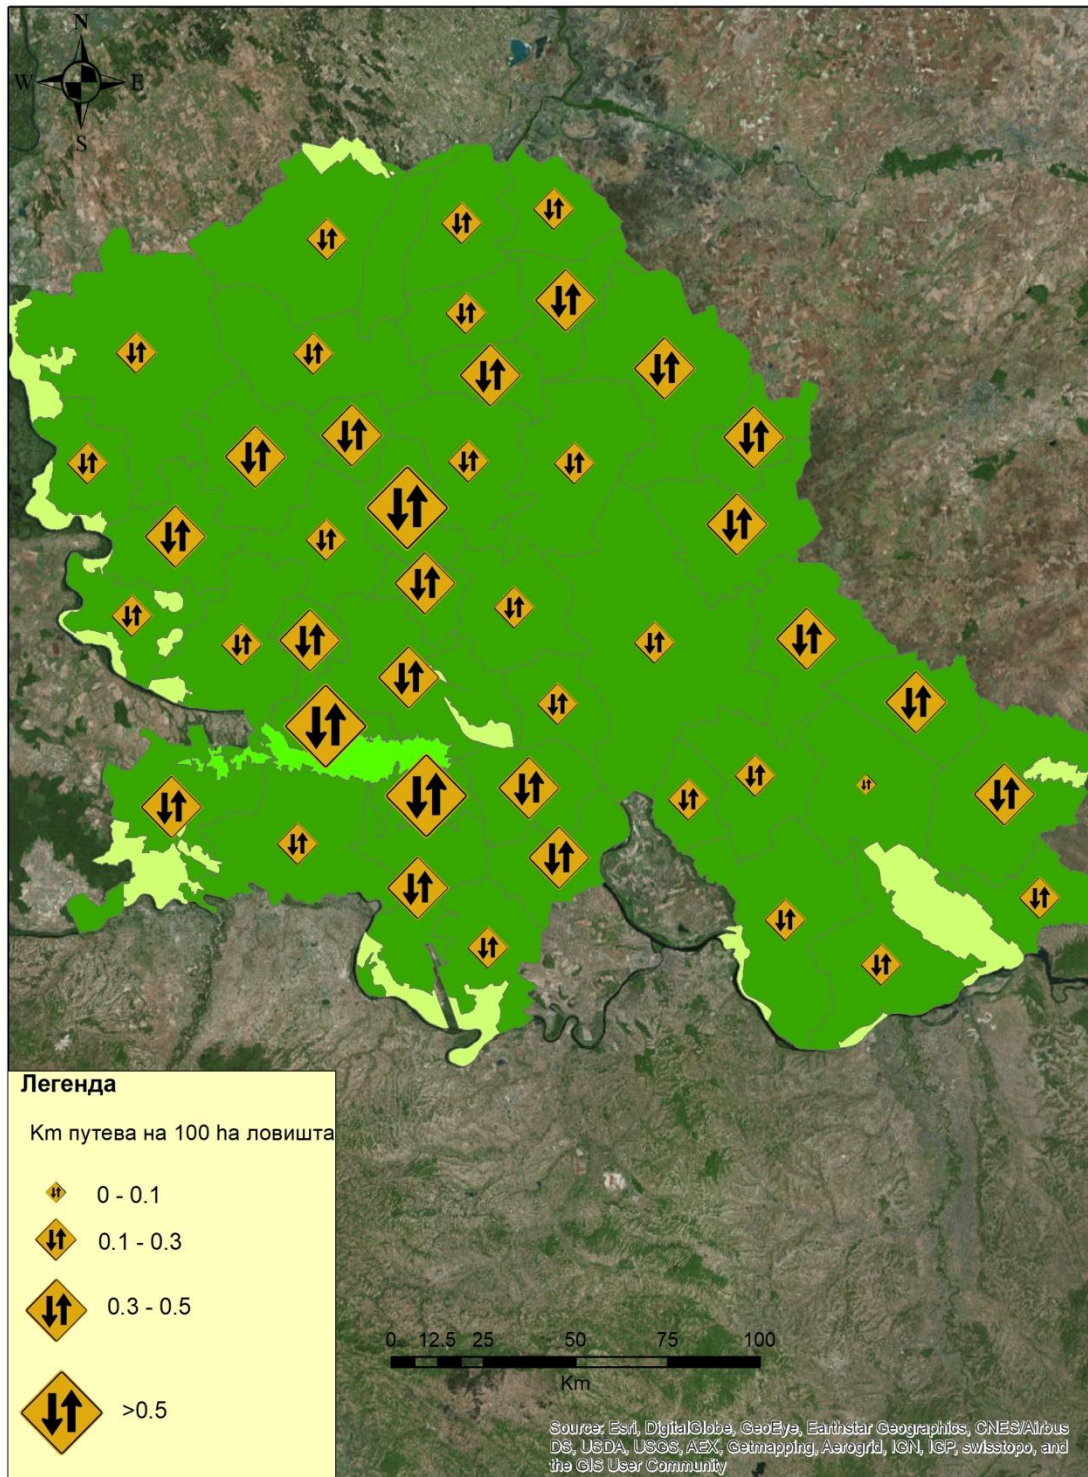 N
W E
S
Легенда
Km путева на 100 ha ловишта
0 - 0.1
0.1 - 0.3
0.3 - 0.5
>0.5
0 12.5 25 50 75 100
Km
Source: Esri, DigitalGlobe, GeoEye, Earthstar Geographics, CNES/Airbus
DS, USDA, USGS, AEX, Getmapping, Aerogrid, IGN, IGP, swisstopo, and
the GIS User Community